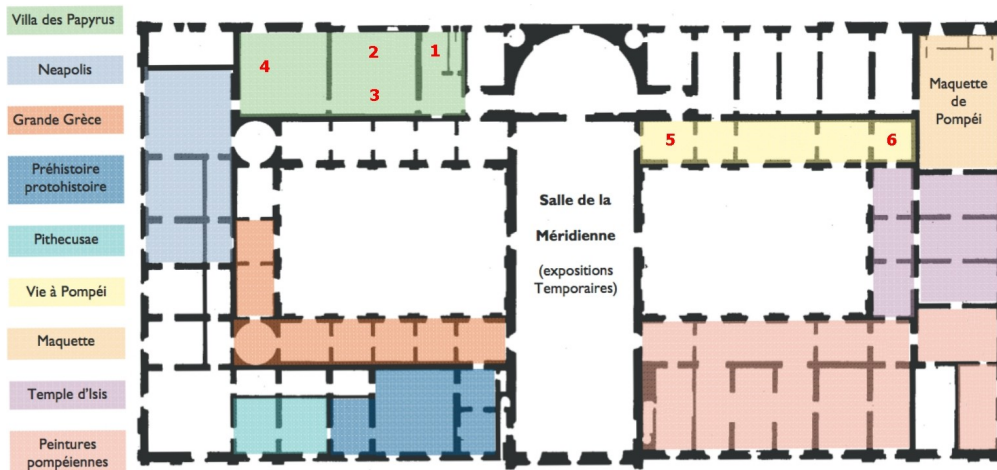 Villa des Papyrus
Neapolis
Grande Grèce
Préhistoire
protohistoire
Pithecusae
Vie à Pompéi
Maquette
Temple d'Isis
Peintures
pompéiennes
1
2
3
4
5
6
Maquette
de
Pompéi
Salle de la
Méridienne
(expositions
Temporaires)